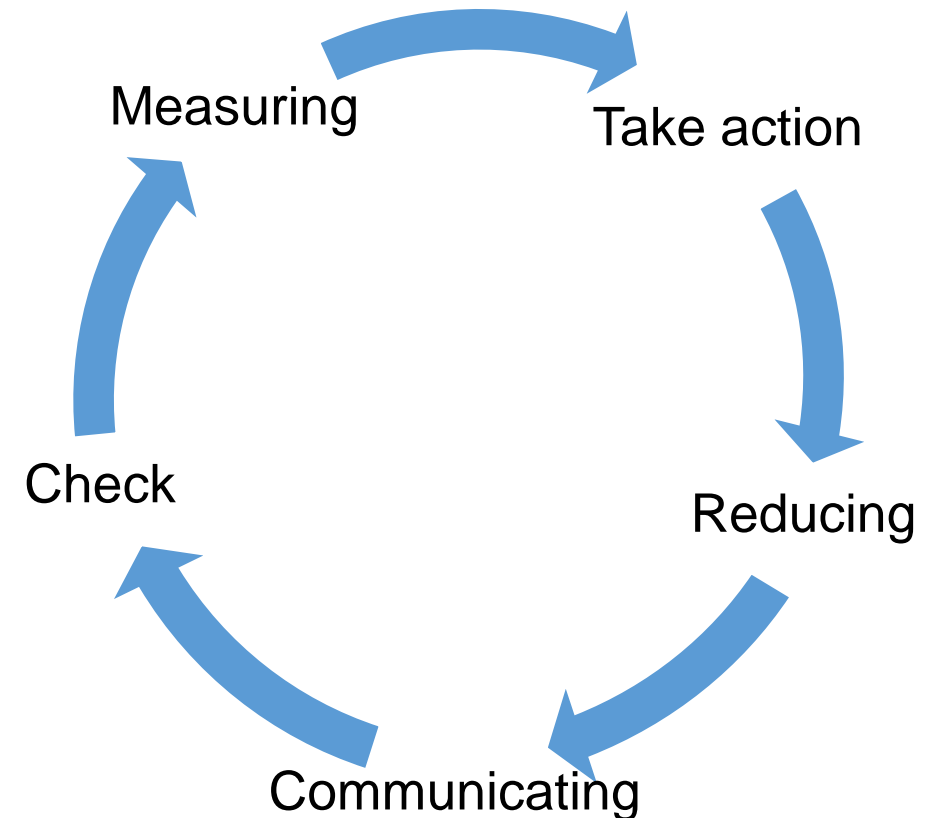 Measuring
Take action
Reducing
Communicating
Check